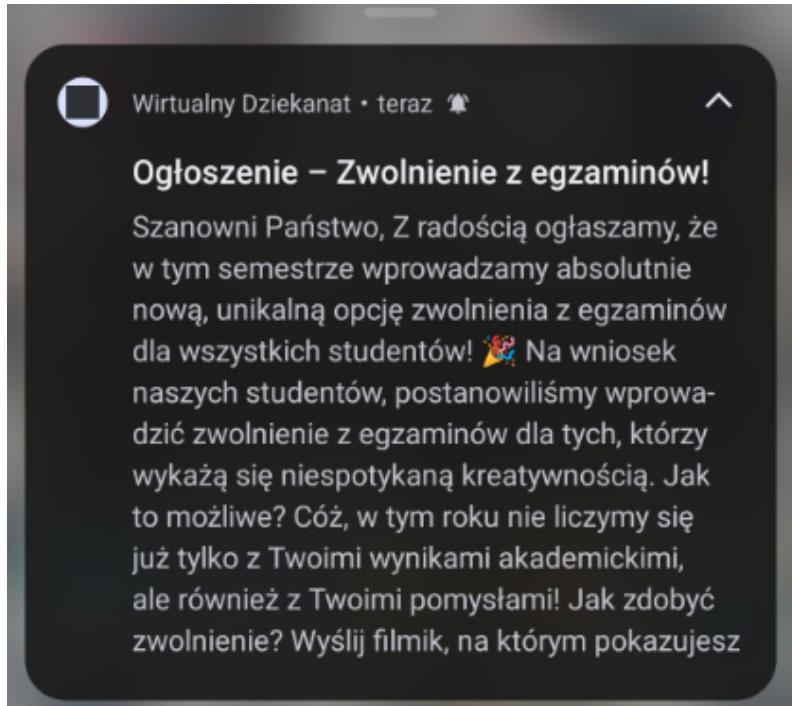 Wirtualny Dziekanat • teraz
Ogłoszenie – Zwolnienie z egzaminów!
Szanowni Państwo, Z radością ogłaszamy, że
w tym semestrze wprowadzamy absolutnie
nową, unikalną opcję zwolnienia z egzaminów
dla wszystkich studentów! 🎉 Na wniosek
naszych studentów, postanowiliśmy wprowa-
dzić zwolnienie z egzaminów dla tych, którzy
wykażą się niespotykaną kreatywnością. Jak
to możliwe? Cóż, w tym roku nie liczymy się
już tylko z Twoimi wynikami akademickimi,
ale również z Twoimi pomysłami! Jak zdobyć
zwolnienie? Wyślij filmik, na którym pokazujesz